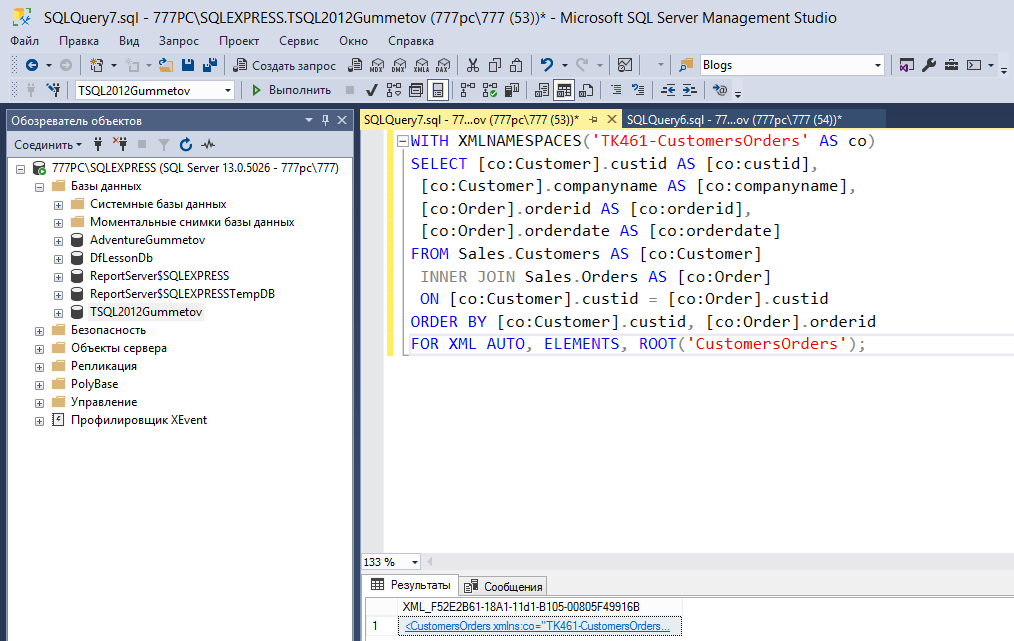 SQLQuery7.sql - 777PC\SQLEXPRESS.TSQL2012Gummetov (777pc\777 (53))* - Microsoft SQL Server Management Studio
Файл Правка Вид Запрос Проект Сервис Окно Справка
Создать запрос MDX DMX XMLA DAX Blogs
TSQL2012Gummetov Выполнить
Обозреватель объектов
Соединить
777PC\SQLEXPRESS (SQL Server 13.0.5026 - 777pc\777)
Базы данных
Системные базы данных
Моментальные снимки базы данных
AdventureGummetov
DfLessonDb
ReportServer$SQLEXPRESS
ReportServer$SQLEXPRESSTempDB
TSQL2012Gummetov
Безопасность
Объекты сервера
Репликация
PolyBase
Управление
Профилировщик XEvent
SQLQuery7.sql - 77...ov (777pc\777 (53))* SQLQuery6.sql - 77...ov (777pc\777 (54))*
WITH XMLNAMESPACES('TK461-CustomersOrders' AS co)
SELECT [co:Customer].custid AS [co:custid],
[co:Customer].companyname AS [co:companyname],
[co:Order].orderid AS [co:orderid],
[co:Order].orderdate AS [co:orderdate]
FROM Sales.Customers AS [co:Customer]
INNER JOIN Sales.Orders AS [co:Order]
ON [co:Customer].custid = [co:Order].custid
ORDER BY [co:Customer].custid, [co:Order].orderid
FOR XML AUTO, ELEMENTS, ROOT('CustomersOrders');
133 %
Результаты Сообщения
XML_F52E2B61-18A1-11d1-B105-00805F49916B
1 <CustomersOrders xmlns:co="TK461-CustomersOrders...